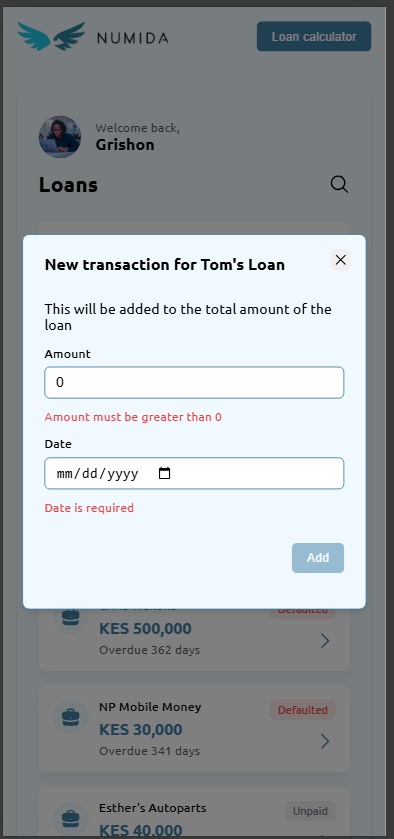 NUMIDA
Loan calculator
Welcome back,
Grishon
Loans
New transaction for Tom's Loan
This will be added to the total amount of the
loan
Amount
0
Amount must be greater than 0
Date
mm/dd/yyyy
Date is required
Add
Defaulted
KES 500,000
Overdue 362 days
NP Mobile Money
Defaulted
KES 30,000
Overdue 341 days
Esther's Autoparts
Unpaid
KES 40,000